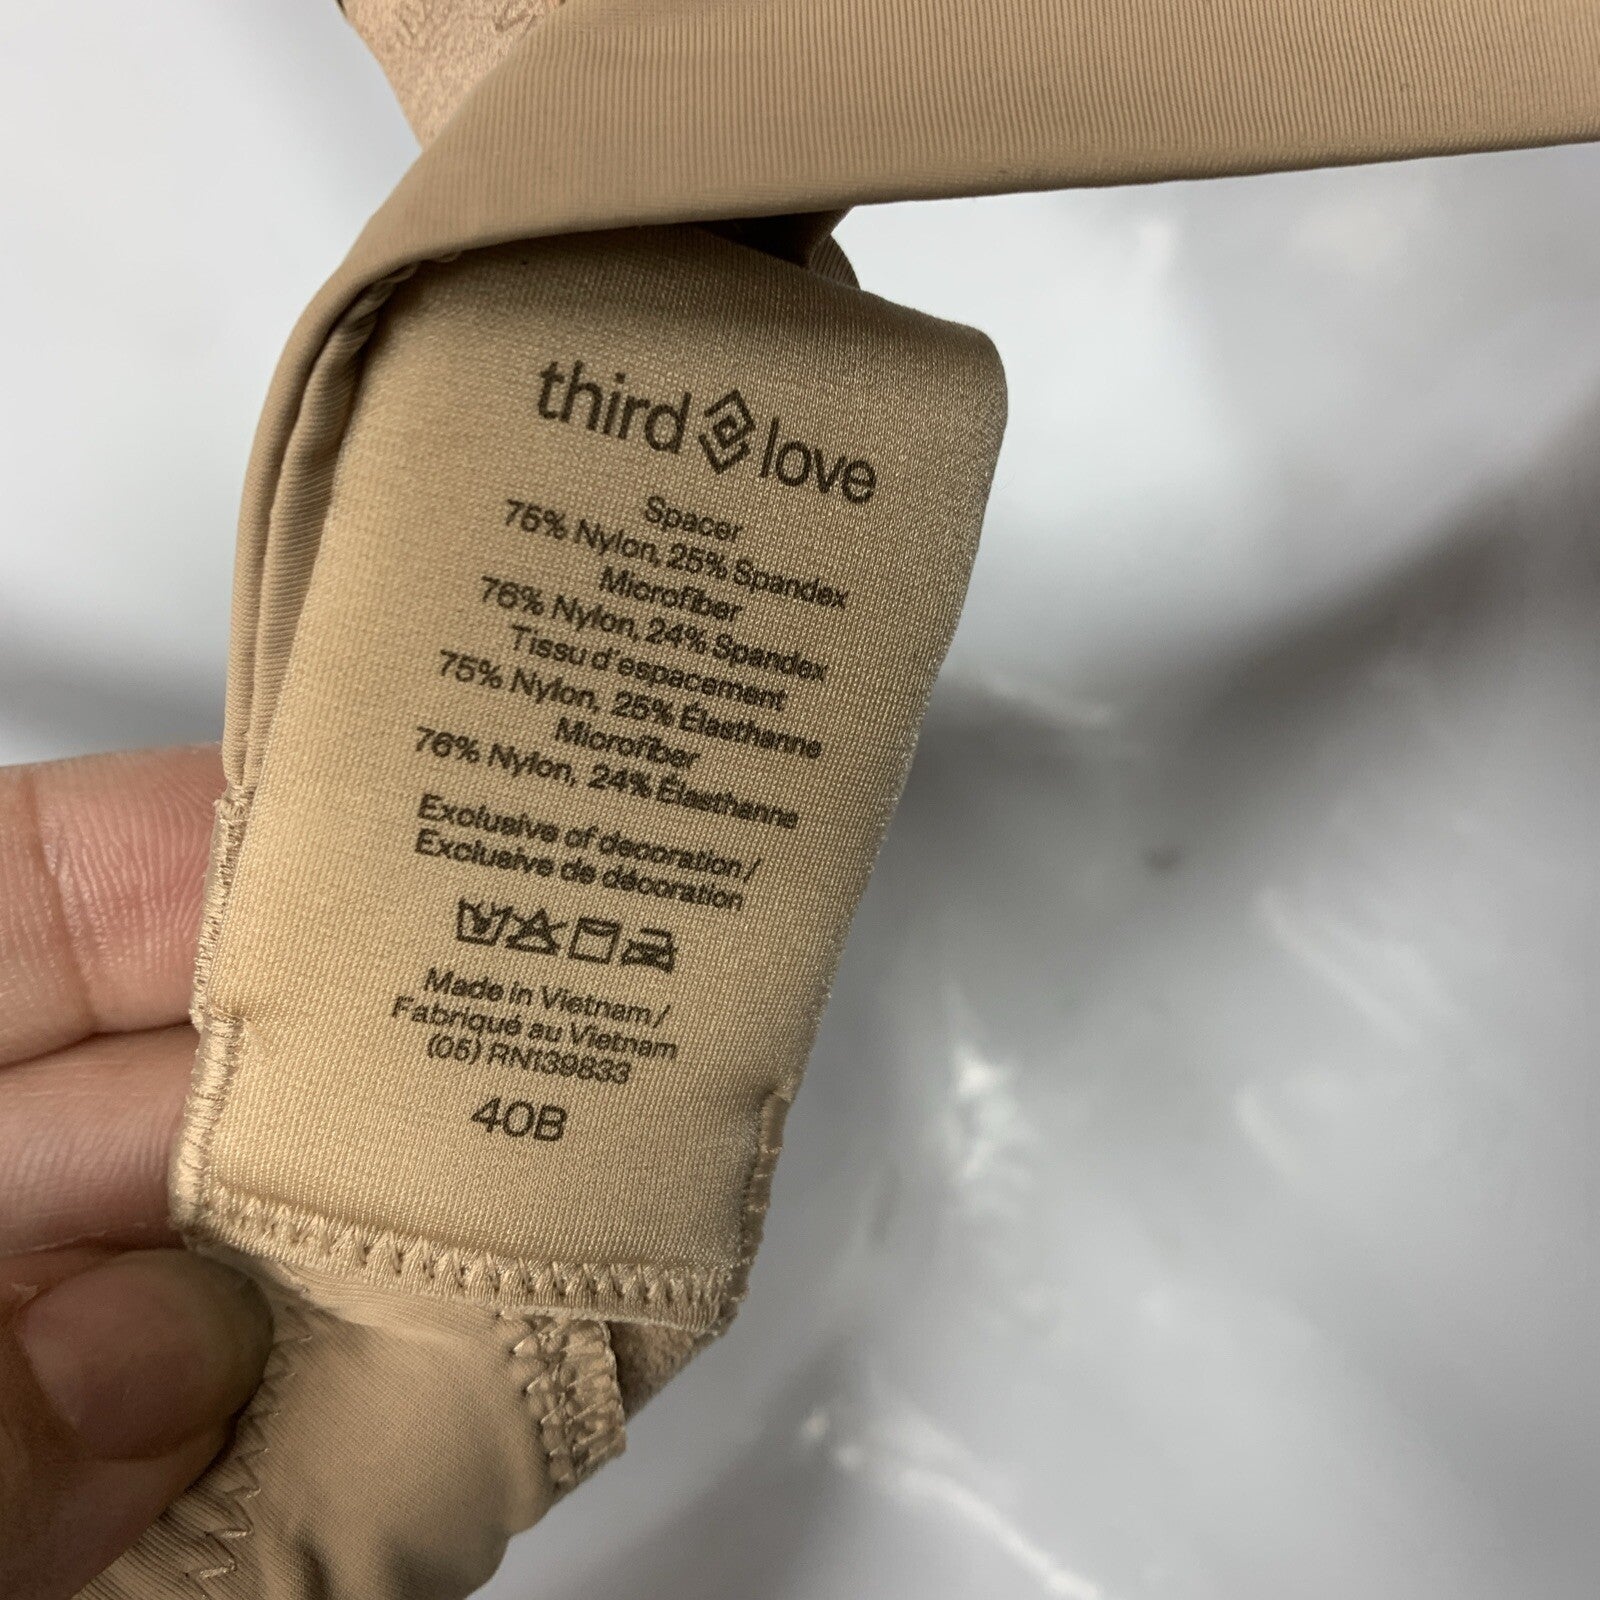 third love
Spacer
75% Nylon, 25% Spandex
Microfiber
76% Nylon, 24% Spandex
Tissu d'espacement
75% Nylon, 25% Élasthanne
Microfiber
76% Nylon, 24% Élasthanne
Exclusive of decoration /
Exclusive de décoration
Made in Vietnam /
Fabriqué au Vietnam
(05) RN139833
40B